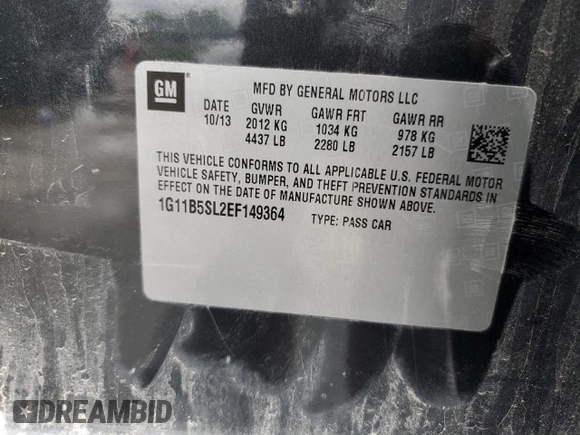 GM
MFD BY GENERAL MOTORS LLC
DATE GVWR GAWR FRT GAWR RR
10/13 2012 KG 1034 KG 978 KG
4437 LB 2280 LB 2157 LB
THIS VEHICLE CONFORMS TO ALL APPLICABLE U.S. FEDERAL MOTOR
VEHICLE SAFETY, BUMPER, AND THEFT PREVENTION STANDARDS IN
EFFECT ON THE DATE OF MANUFACTURE SHOWN ABOVE.
1G11B5SL2EF149364 TYPE: PASS CAR
DREAMBID